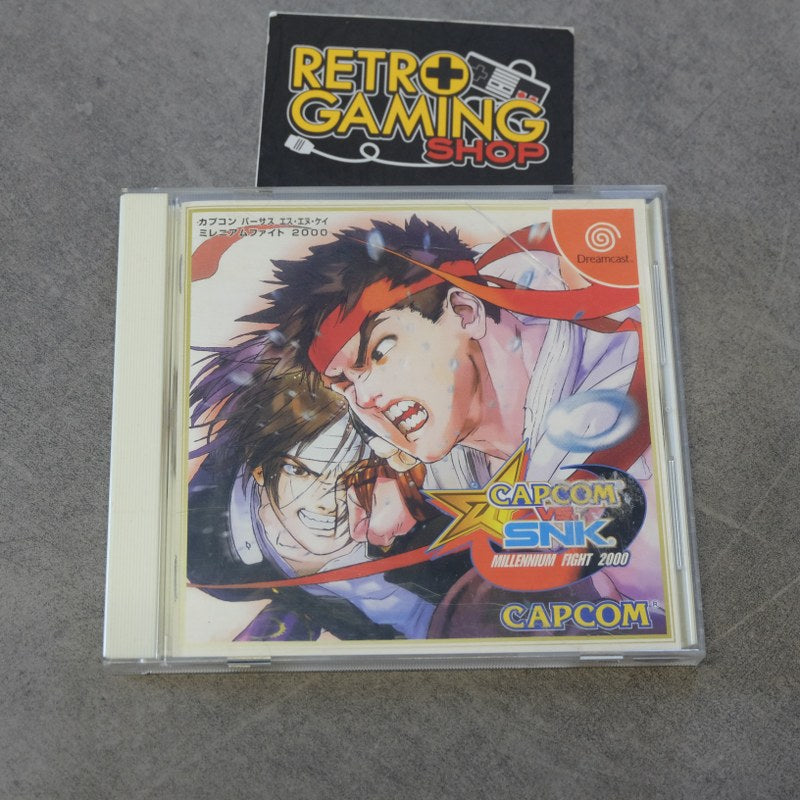 RETRO
GAMING
SHOP
カプコン バーサス エス・エヌ・ケイ
ミレニアムファイト 2000
Dreamcast
CAPCOM
VS.
SNK
MILLENNIUM FIGHT 2000
CAPCOM